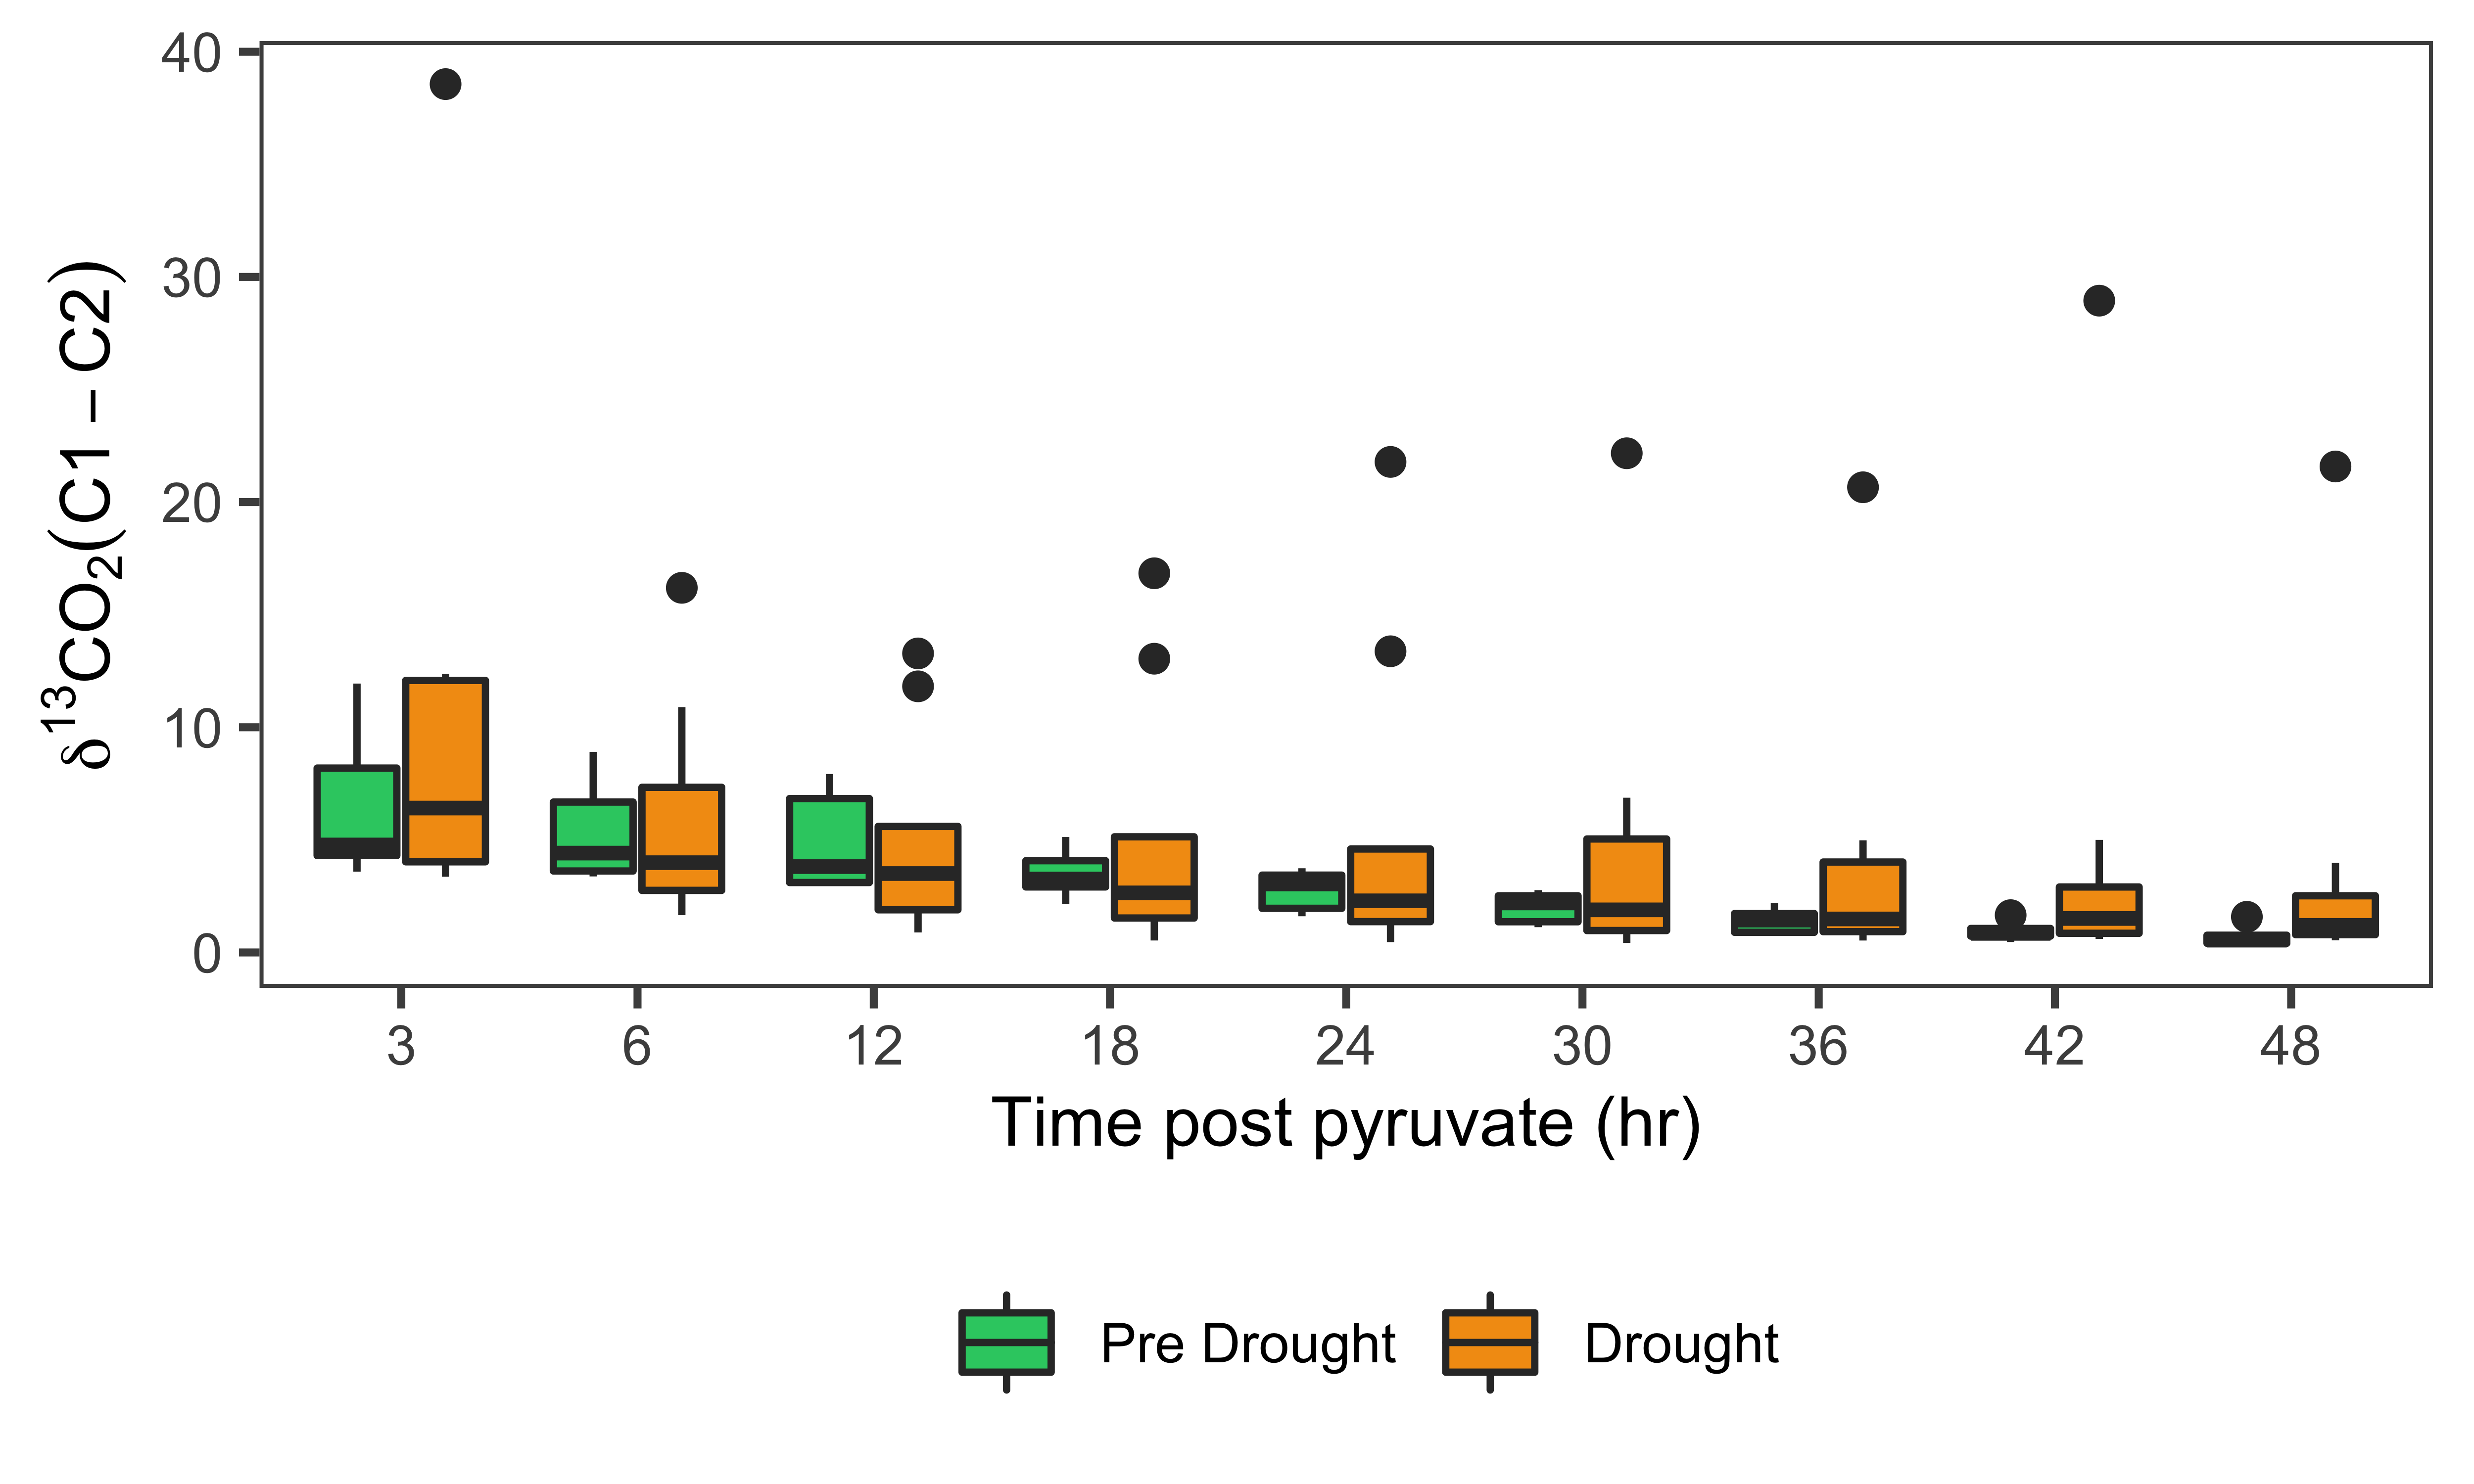 δ¹³CO₂(C1 – C2)
40
30
20
10
0
3 6 12 18 24 30 36 42 48
Time post pyruvate (hr)
Pre Drought Drought